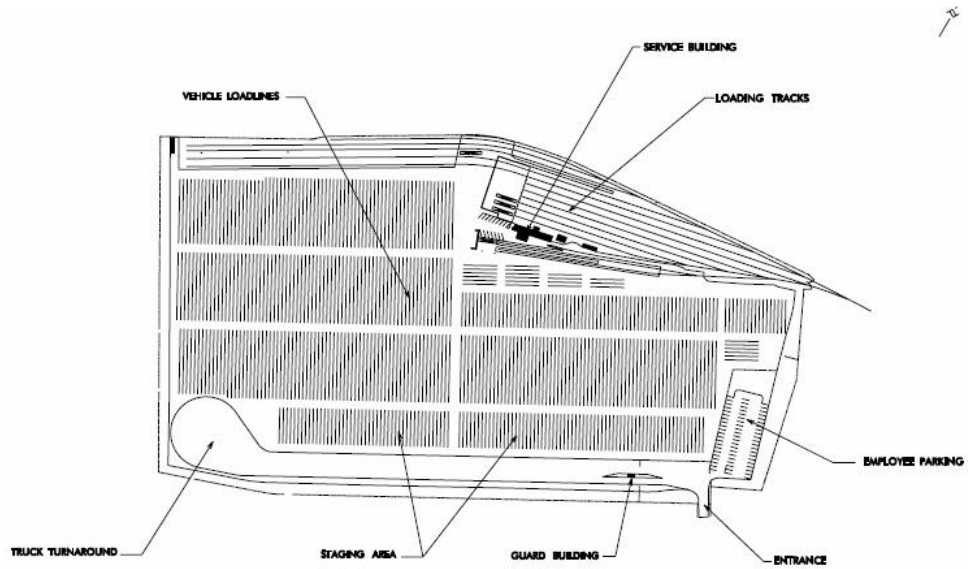 SERVICE BUILDING
VEHICLE LOADLINES
LOADING TRACKS
EMPLOYEE PARKING
TRUCK TURNAROUND
STAGING AREA
GUARD BUILDING
ENTRANCE